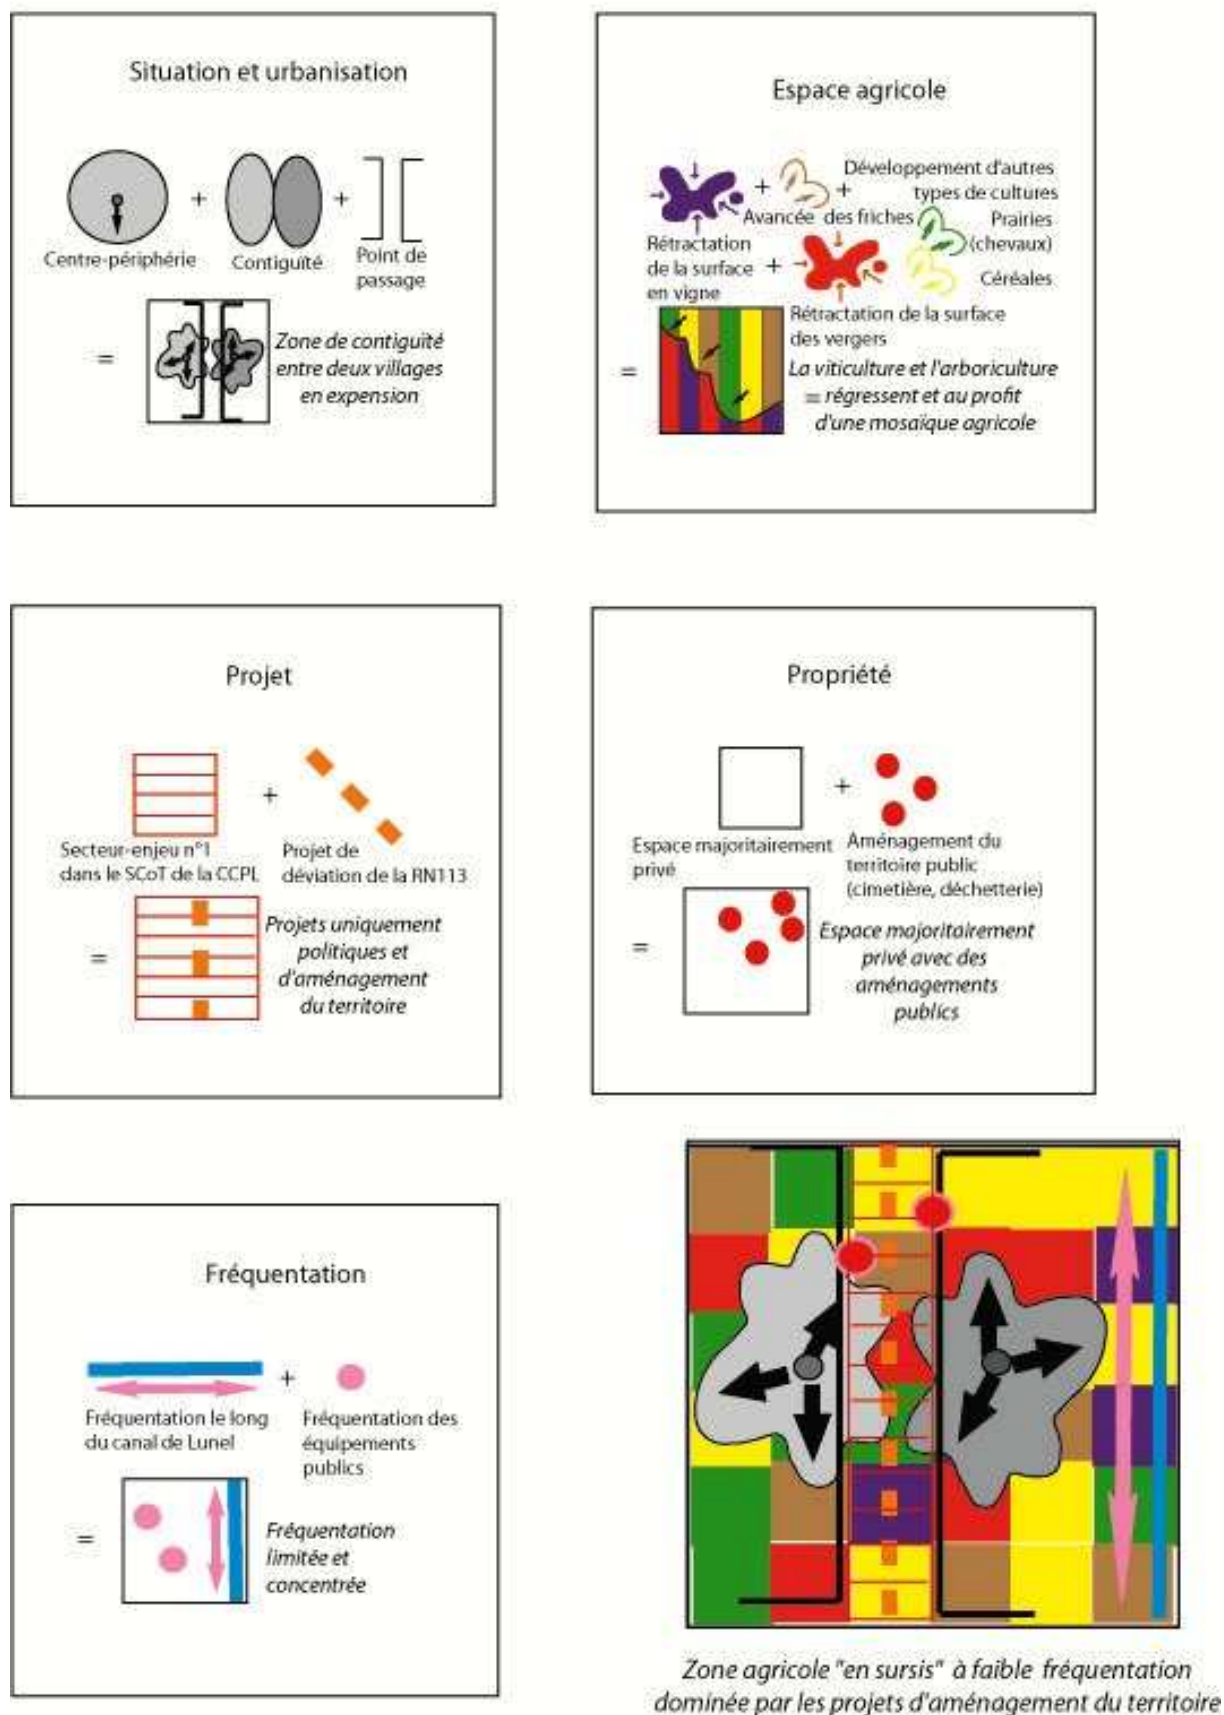 Situation et urbanisation
+
+
Centre-périphérie
Contiguïté
Point de
passage
=
Zone de contiguïté
entre deux villages
en expension
Espace agricole
+
+
Développement d'autres
types de cultures
Avancée des friches
Prairies
(chevaux)
Rétractation
de la surface
en vigne
+
Céréales
Rétractation de la surface
des vergers
=
La viticulture et l'arboriculture
= régressent et au profit
d'une mosaïque agricole
Projet
+
Secteur-enjeu n°1
dans le SCoT de la CCPL
Projet de
déviation de la RN113
=
Projets uniquement
politiques et
d'aménagement
du territoire
Propriété
+
Espace majoritairement
privé
Aménagement du
territoire public
(cimetière, déchetterie)
=
Espace majoritairement
privé avec des
aménagements
publics
Fréquentation
+
Fréquentation le long
du canal de Lunel
Fréquentation des
équipements
publics
=
Fréquentation
limitée et
concentrée
Zone agricole "en sursis" à faible fréquentation
dominée par les projets d'aménagement du territoire